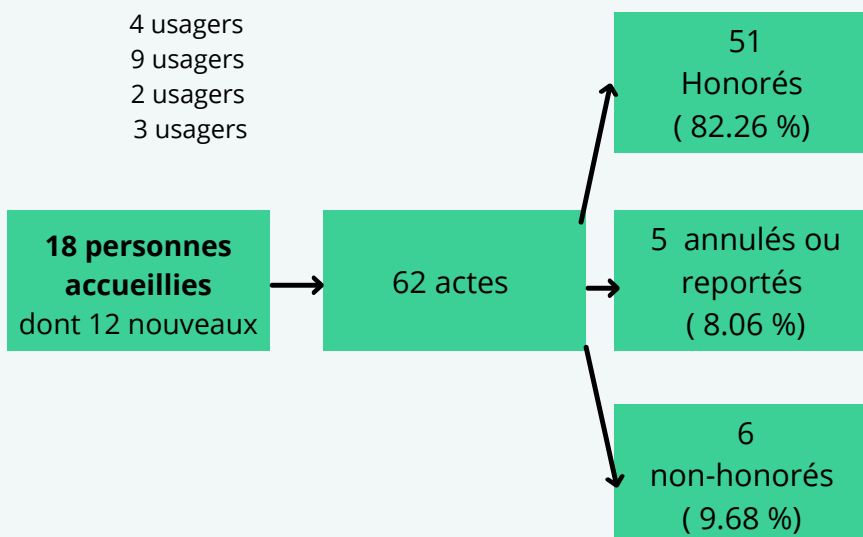 4 usagers
9 usagers
2 usagers
3 usagers
18 personnes
accueillies
dont 12 nouveaux
62 actes
51
Honorés
( 82.26 %)
5 annulés ou
reportés
( 8.06 %)
6
non-honorés
( 9.68 %)